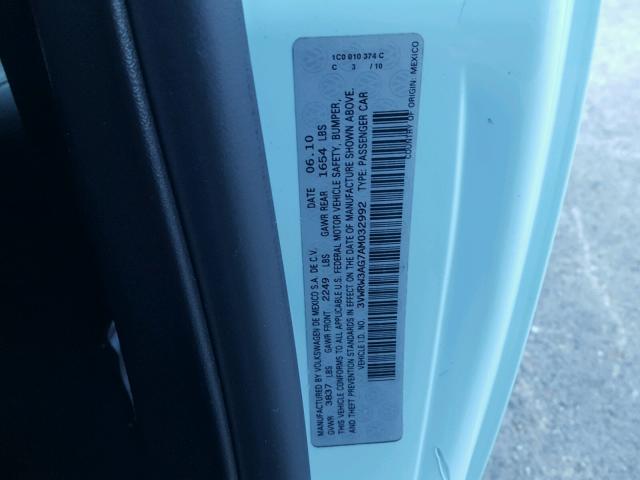 1C0 010 374 C
C 3 / 10
MANUFACTURED BY VOLKSWAGEN DE MEXICO S.A. DE C.V. DATE 06.10
GVWR 3837 LBS GAWR FRONT 2249 LBS GAWR REAR 1654 LBS
THIS VEHICLE CONFORMS TO ALL APPLICABLE U.S. FEDERAL MOTOR VEHICLE SAFETY, BUMPER,
AND THEFT PREVENTION STANDARDS IN EFFECT ON THE DATE OF MANUFACTURE SHOWN ABOVE.
VEHICLE I.D. NO.: 3VWRW3AG7AM032992 TYPE: PASSENGER CAR
COUNTRY OF ORIGIN: MEXICO